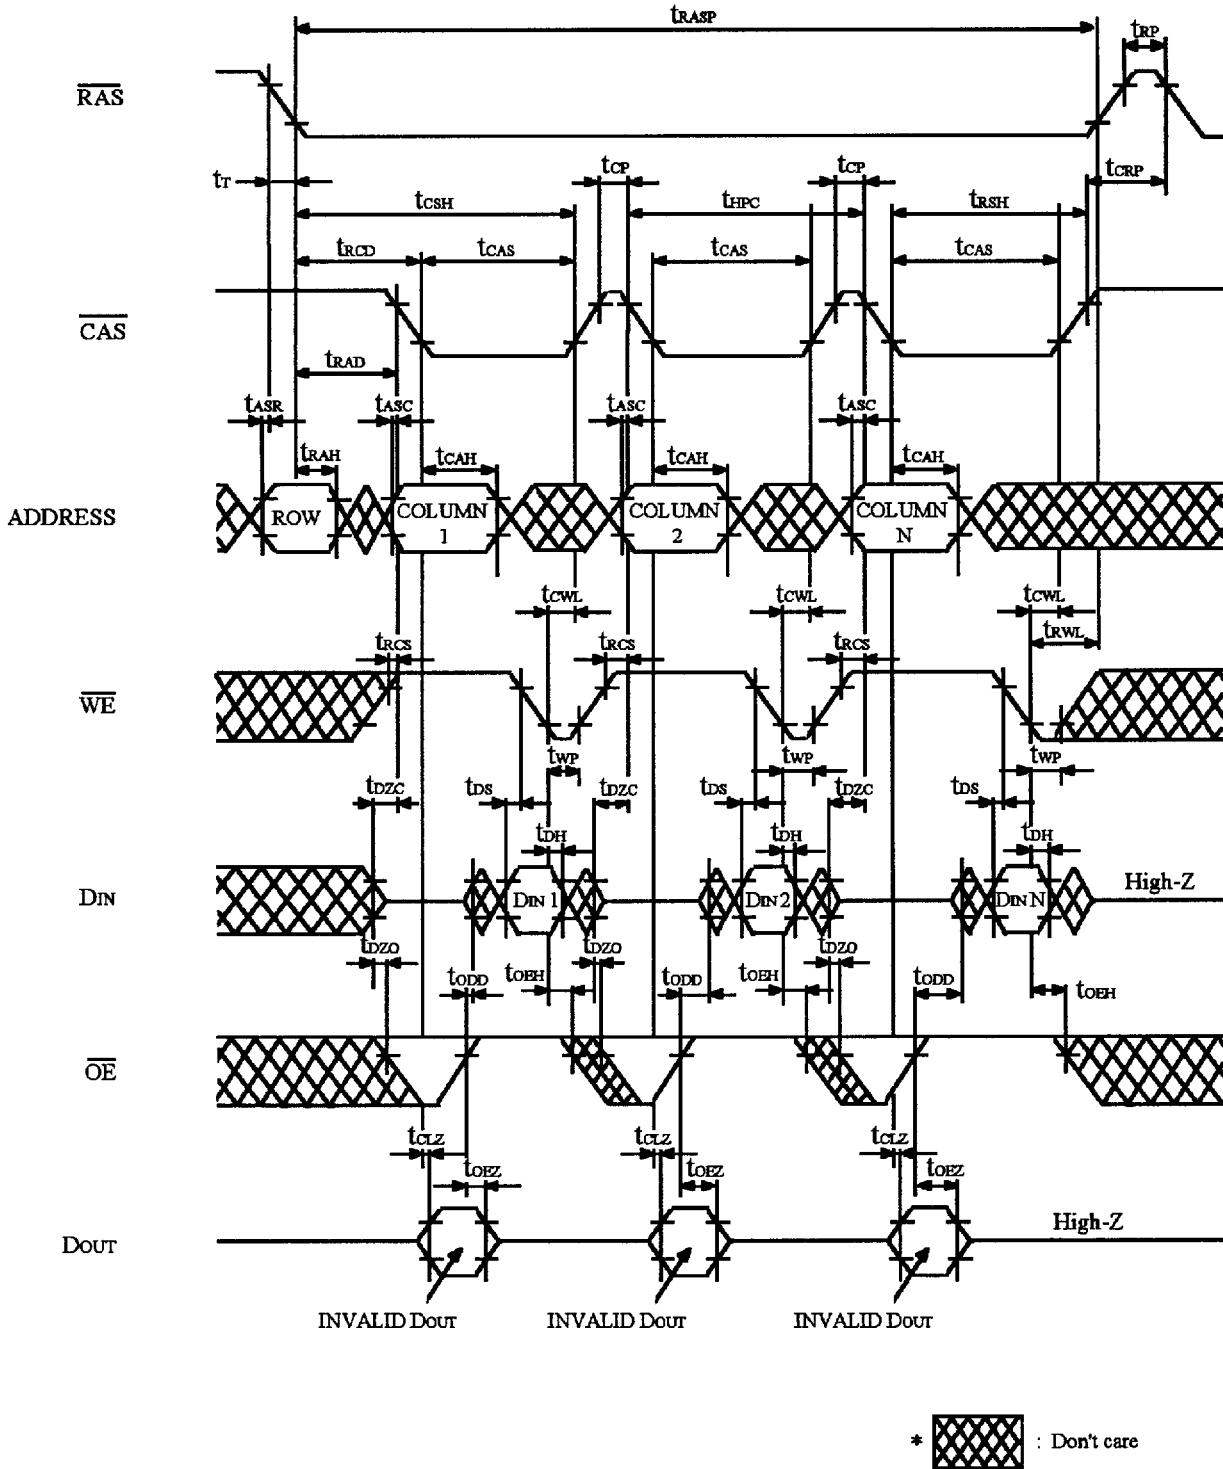 tRASP
tRP
RAS
tT
tCP
tCP
tCRP
tCSH
tHPC
tRSH
tRCD
tCAS
tCAS
tCAS
CAS
tRAD
tASR
tASC
tASC
tASC
tRAH
tCAH
tCAH
tCAH
ADDRESS
ROW
COLUMN 1
COLUMN 2
COLUMN N
tCWL
tCWL
tCWL
tRCS
tRCS
tRCS
tRWL
WE
tWP
tWP
tWP
tDZC
tDS
tDZC
tDS
tDZC
tDS
tDH
tDH
tDH
DIN
DIN 1
DIN 2
DIN N
High-Z
tDZO
tDZO
tDZO
tODD
tOEH
tODD
tOEH
tODD
tOEH
OE
tCLZ
tCLZ
tCLZ
tOEZ
tOEZ
tOEZ
DOUT
High-Z
INVALID DOUT
INVALID DOUT
INVALID DOUT
* : Don't care